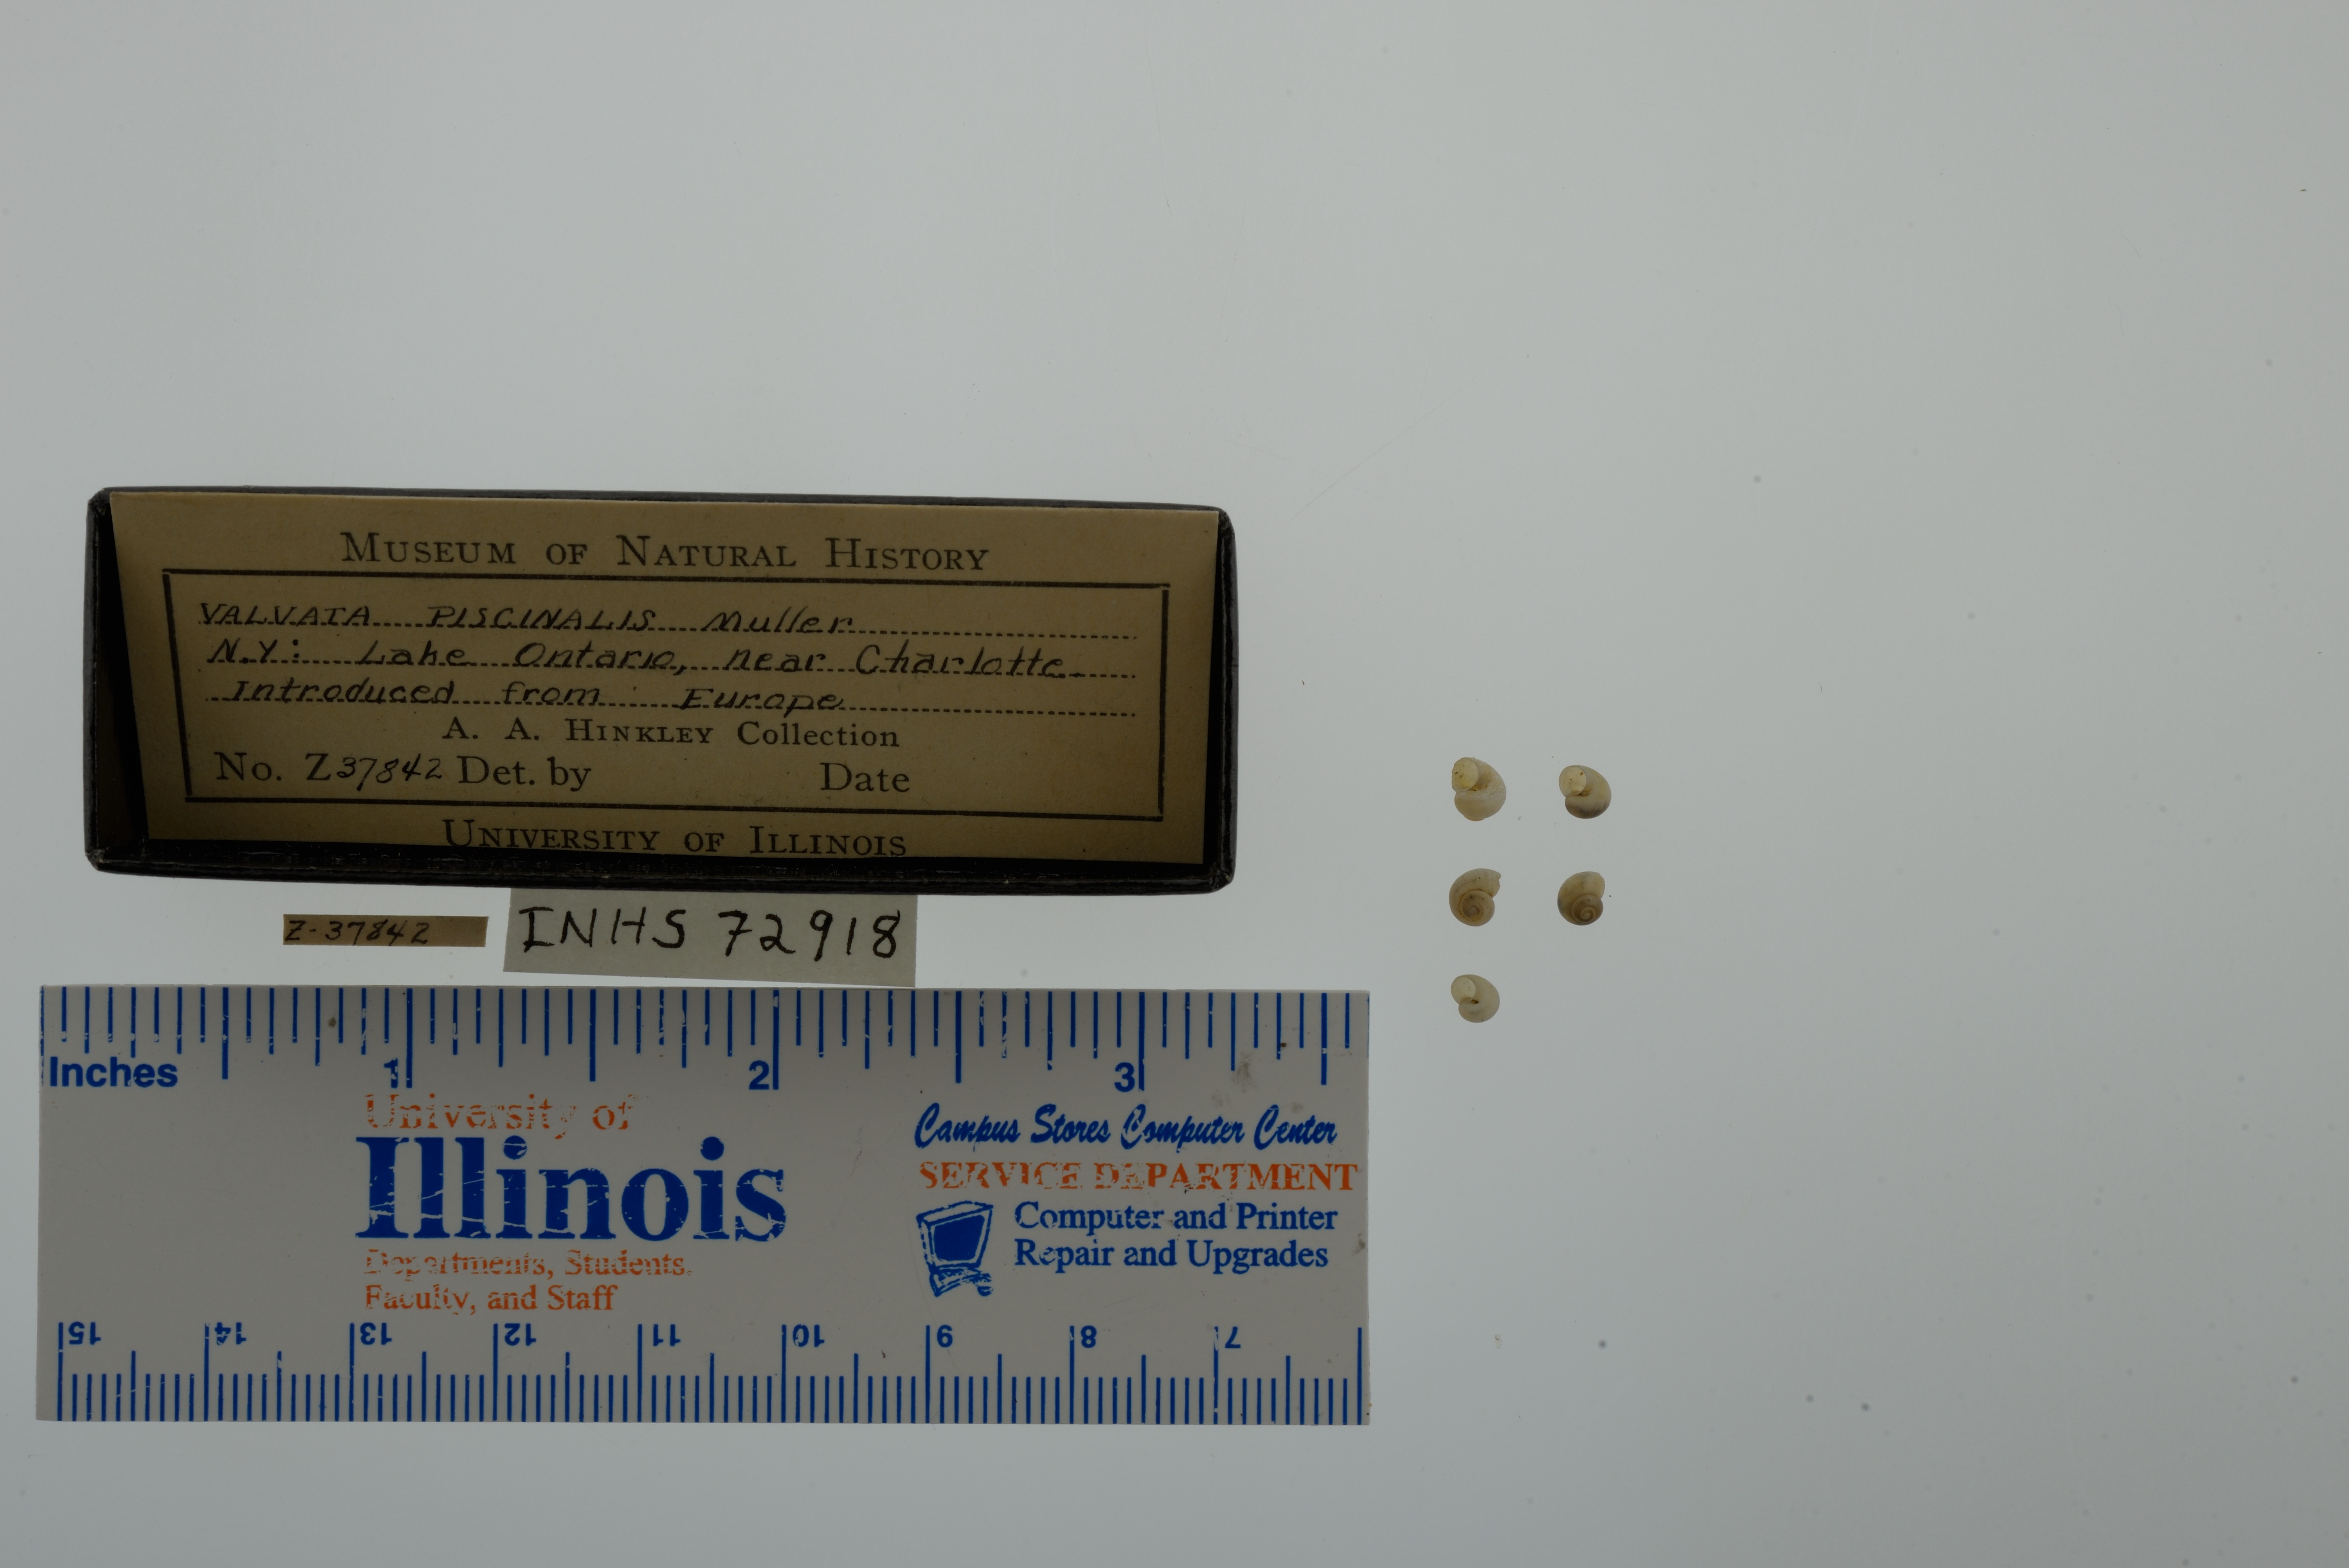 MUSEUM OF NATURAL HISTORY
VALVATA PISCINALIS Muller
N.Y: Lake Ontario, near Charlotte
Introduced from Europe
A. A. HINKLEY Collection
No. Z37842 Det. by Date
UNIVERSITY OF ILLINOIS
Z-37842
INHS 72918
Inches 1 2 3
University of
Illinois
Departments, Students,
Faculty, and Staff
Campus Stores Computer Center
SERVICE DEPARTMENT
Computer and Printer
Repair and Upgrades
15 14 13 12 11 10 9 8 7